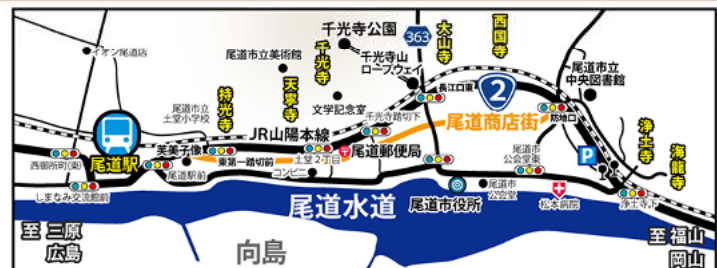 千光寺公園
363
大山寺
西国寺
イオン尾道店
尾道市立美術館
千光寺
千光寺山
ロープウェイ
尾道市立
中央図書館
長江口東
2
天寧寺
文学記念室
持光寺
尾道市立
土堂小学校
千光寺踏切下
尾道商店街
防地口
浄土寺
海龍寺
JR山陽本線
尾道駅
西御所町(東)
芙美子像
東第一踏切前
土堂2丁目
尾道郵便局
尾道市
公会堂東
P
尾道駅前
コンビニ
しまなみ交流館前
尾道水道
尾道市役所
尾道市
公会堂
松本病院
浄土寺下
至 三原
広島
向島
至 福山
岡山